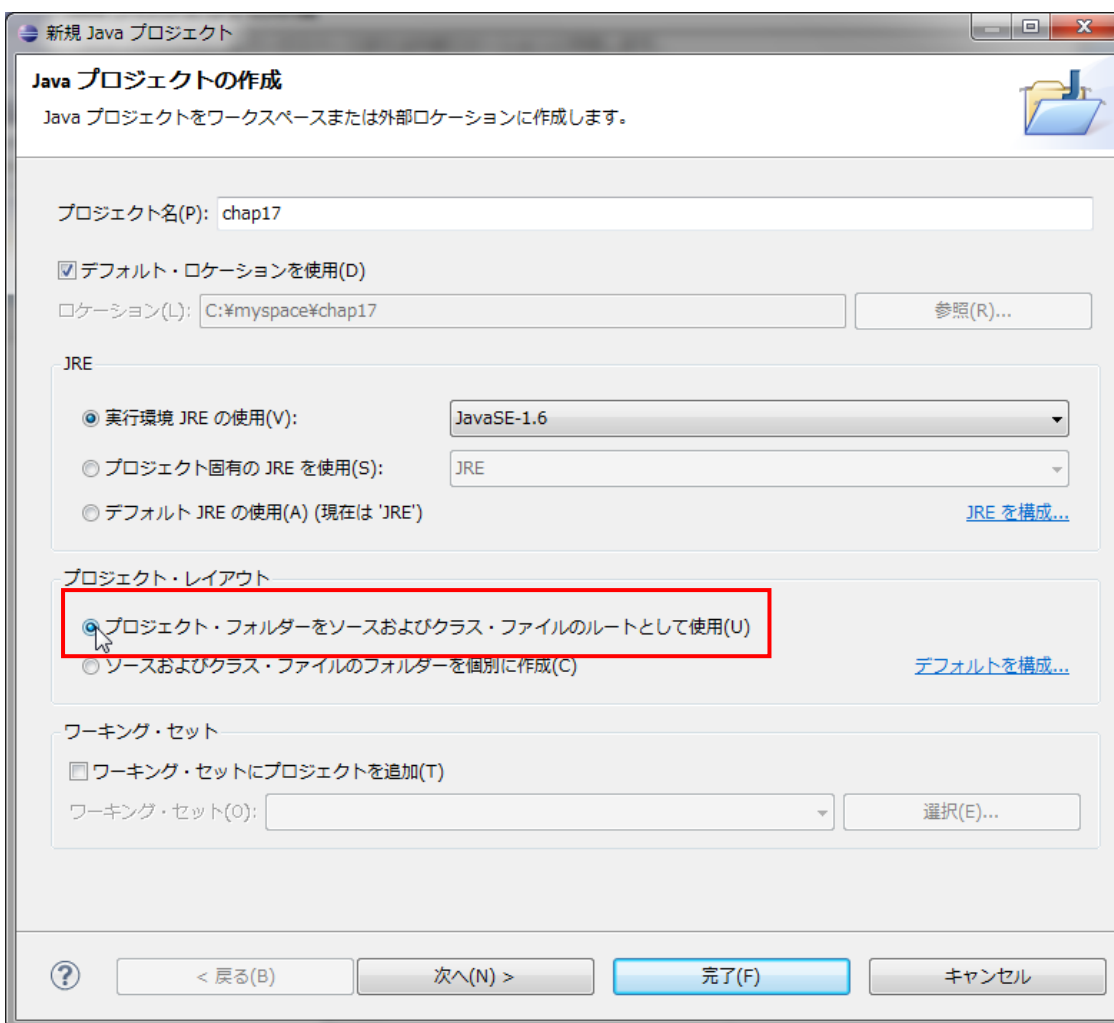 新規 Java プロジェクト
Java プロジェクトの作成
Java プロジェクトをワークスペースまたは外部ロケーションに作成します。
プロジェクト名(P): chap17
デフォルト・ロケーションを使用(D)
ロケーション(L): C:¥myspace¥chap17 参照(R)...
JRE
実行環境 JRE の使用(V): JavaSE-1.6
プロジェクト固有の JRE を使用(S): JRE
デフォルト JRE の使用(A) (現在は 'JRE') JRE を構成...
プロジェクト・レイアウト
プロジェクト・フォルダーをソースおよびクラス・ファイルのルートとして使用(U)
ソースおよびクラス・ファイルのフォルダーを個別に作成(C) デフォルトを構成...
ワーキング・セット
ワーキング・セットにプロジェクトを追加(T)
ワーキング・セット(O): 選択(E)...
? < 戻る(B) 次へ(N) > 完了(F) キャンセル